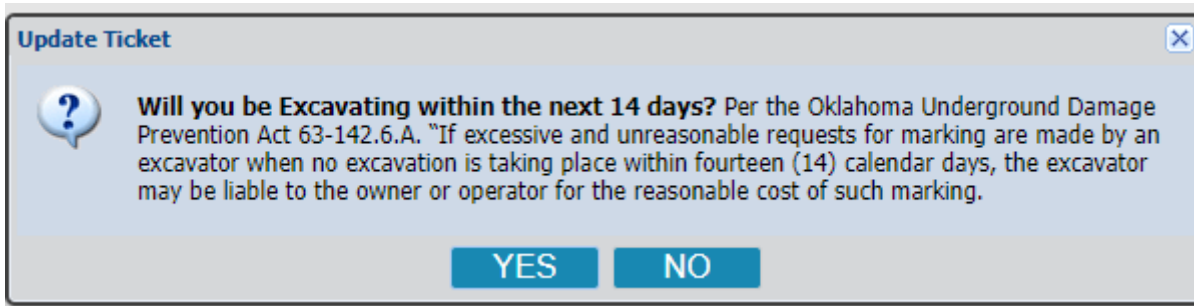 Update Ticket
Will you be Excavating within the next 14 days? Per the Oklahoma Underground Damage
Prevention Act 63-142.6.A. "If excessive and unreasonable requests for marking are made by an
excavator when no excavation is taking place within fourteen (14) calendar days, the excavator
may be liable to the owner or operator for the reasonable cost of such marking.
YES NO